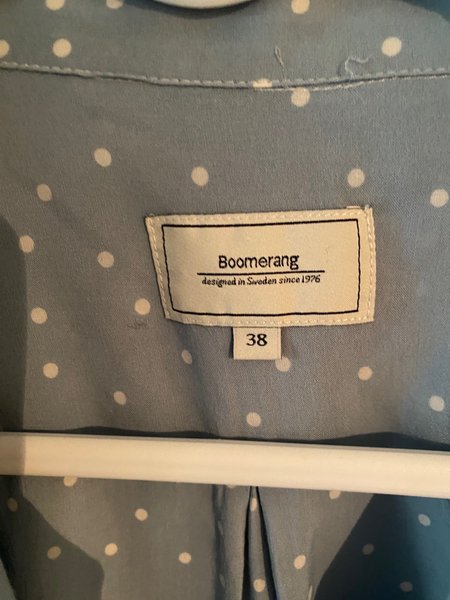 Boomerang
designed in Sweden since 1976
38